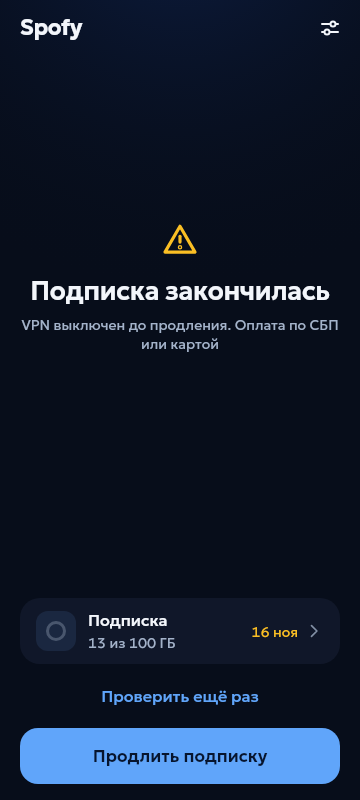 Spofy
Подписка закончилась
VPN выключен до продления. Оплата по СБП
или картой
Подписка
13 из 100 ГБ
16 ноя
Проверить ещё раз
Продлить подписку